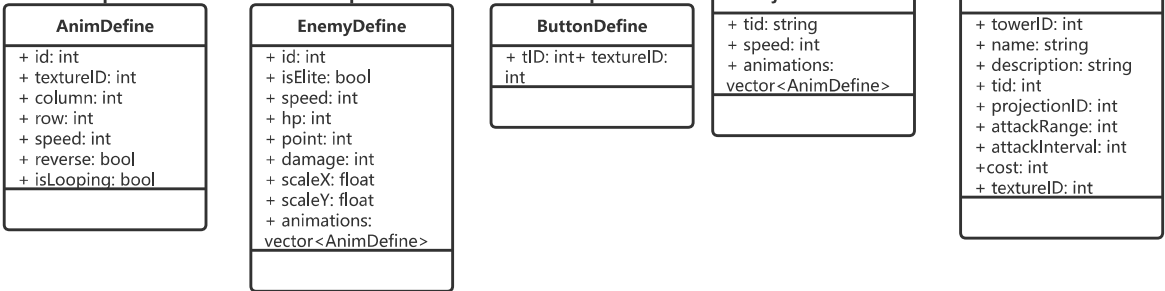 AnimDefine
+ id: int
+ textureID: int
+ column: int
+ row: int
+ speed: int
+ reverse: bool
+ isLooping: bool
EnemyDefine
+ id: int
+ isElite: bool
+ speed: int
+ hp: int
+ point: int
+ damage: int
+ scaleX: float
+ scaleY: float
+ animations:
vector<AnimDefine>
ButtonDefine
+ tID: int+ textureID:
int
+ tid: string
+ speed: int
+ animations:
vector<AnimDefine>
+ towerID: int
+ name: string
+ description: string
+ tid: int
+ projectionID: int
+ attackRange: int
+ attackInterval: int
+cost: int
+ textureID: int